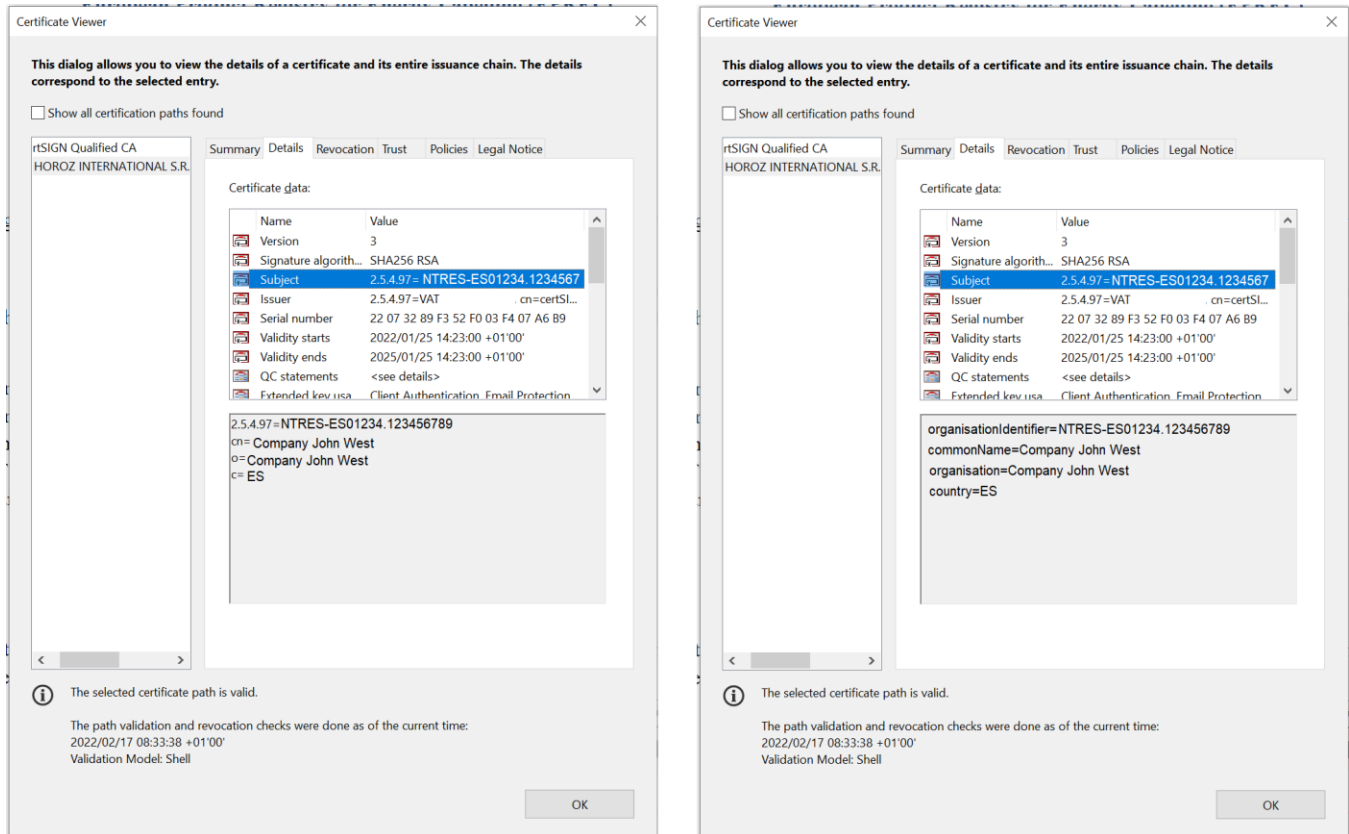 Certificate Viewer
This dialog allows you to view the details of a certificate and its entire issuance chain. The details
correspond to the selected entry.
Show all certification paths found
rtSIGN Qualified CA
HOROZ INTERNATIONAL S.R.
Summary Details Revocation Trust Policies Legal Notice
Certificate data:
Name Value
Version 3
Signature algorith... SHA256 RSA
Subject 2.5.4.97= NTRES-ES01234.1234567
Issuer 2.5.4.97=VAT . cn=certSI...
Serial number 22 07 32 89 F3 52 F0 03 F4 07 A6 B9
Validity starts 2022/01/25 14:23:00 +01'00'
Validity ends 2025/01/25 14:23:00 +01'00'
QC statements <see details>
Extended key usa Client Authentication Email Protection
2.5.4.97=NTRES-ES01234.123456789
cn= Company John West
o=Company John West
c= ES
The selected certificate path is valid.
The path validation and revocation checks were done as of the current time:
2022/02/17 08:33:38 +01'00'
Validation Model: Shell
OK
Certificate Viewer
This dialog allows you to view the details of a certificate and its entire issuance chain. The details
correspond to the selected entry.
Show all certification paths found
rtSIGN Qualified CA
HOROZ INTERNATIONAL S.R.
Summary Details Revocation Trust Policies Legal Notice
Certificate data:
Name Value
Version 3
Signature algorith... SHA256 RSA
Subject 2.5.4.97=NTRES-ES01234.1234567
Issuer 2.5.4.97=VAT . cn=certSI...
Serial number 22 07 32 89 F3 52 F0 03 F4 07 A6 B9
Validity starts 2022/01/25 14:23:00 +01'00'
Validity ends 2025/01/25 14:23:00 +01'00'
QC statements <see details>
Extended key usa Client Authentication Email Protection
organisationIdentifier=NTRES-ES01234.123456789
commonName=Company John West
organisation=Company John West
country=ES
The selected certificate path is valid.
The path validation and revocation checks were done as of the current time:
2022/02/17 08:33:38 +01'00'
Validation Model: Shell
OK